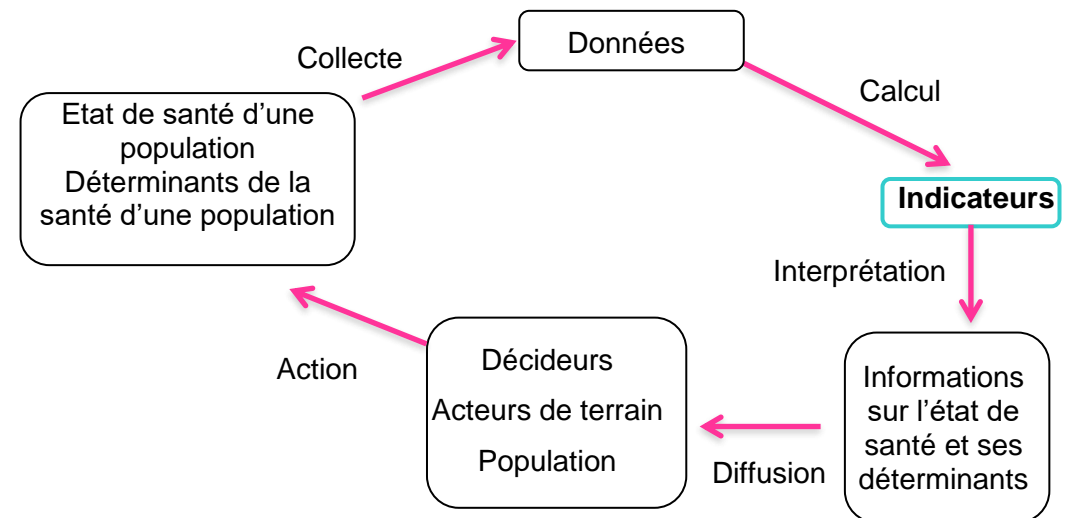 Collecte
Données
Calcul
Etat de santé d’une
population
Déterminants de la
santé d’une population
Indicateurs
Interprétation
Informations
sur l’état de
santé et ses
déterminants
Diffusion
Décideurs
Acteurs de terrain
Population
Action